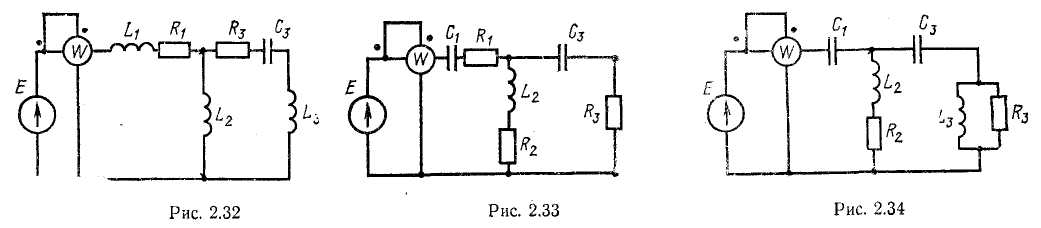 L₁ R₁ R₃ C₃
W
E
L₂
L₃
Рис. 2.32
C₁ R₁ C₃
W
E
L₂
R₃
R₂
Рис. 2.33
C₁ C₃
W
E
L₂
L₃ R₃
R₂
Рис. 2.34